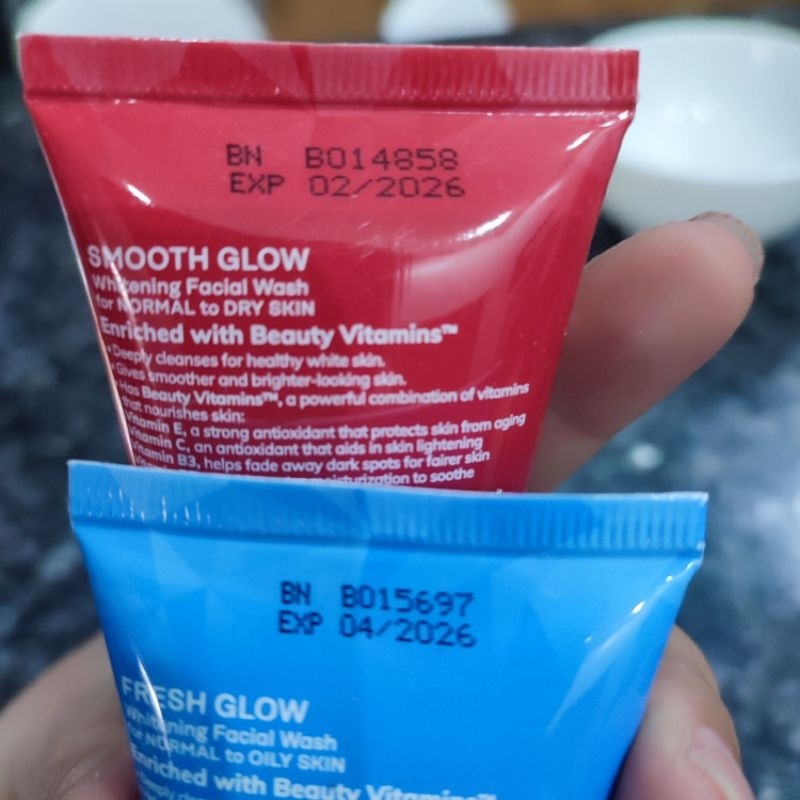 BN B014858
EXP 02/2026
SMOOTH GLOW
Whitening Facial Wash
for NORMAL to DRY SKIN
Enriched with Beauty Vitamins™
• Deeply cleanses for healthy white skin.
• Gives smoother and brighter-looking skin.
• Has Beauty Vitamins™, a powerful combination of vitamins
that nourishes skin:
Vitamin E, a strong antioxidant that protects skin from aging
Vitamin C, an antioxidant that aids in skin lightening
Vitamin B3, helps fade away dark spots for fairer skin
moisturization to soothe
BN B015697
EXP 04/2026
FRESH GLOW
Whitening Facial Wash
for NORMAL to OILY SKIN
Enriched with Beauty Vitamins™